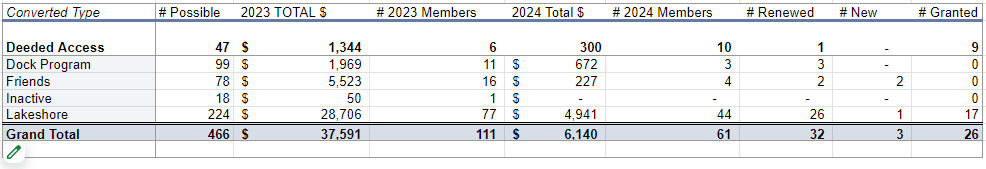 Converted Type # Possible 2023 TOTAL $ # 2023 Members 2024 Total $ # 2024 Members # Renewed # New # Granted
Deeded Access 47 $ 1,344 6 300 10 1 - 9
Dock Program 99 $ 1,969 11 $ 672 3 3 - 0
Friends 78 $ 5,523 16 $ 227 4 2 2 0
Inactive 18 $ 50 1 $ - - - - 0
Lakeshore 224 $ 28,706 77 $ 4,941 44 26 1 17
Grand Total 466 $ 37,591 111 $ 6,140 61 32 3 26